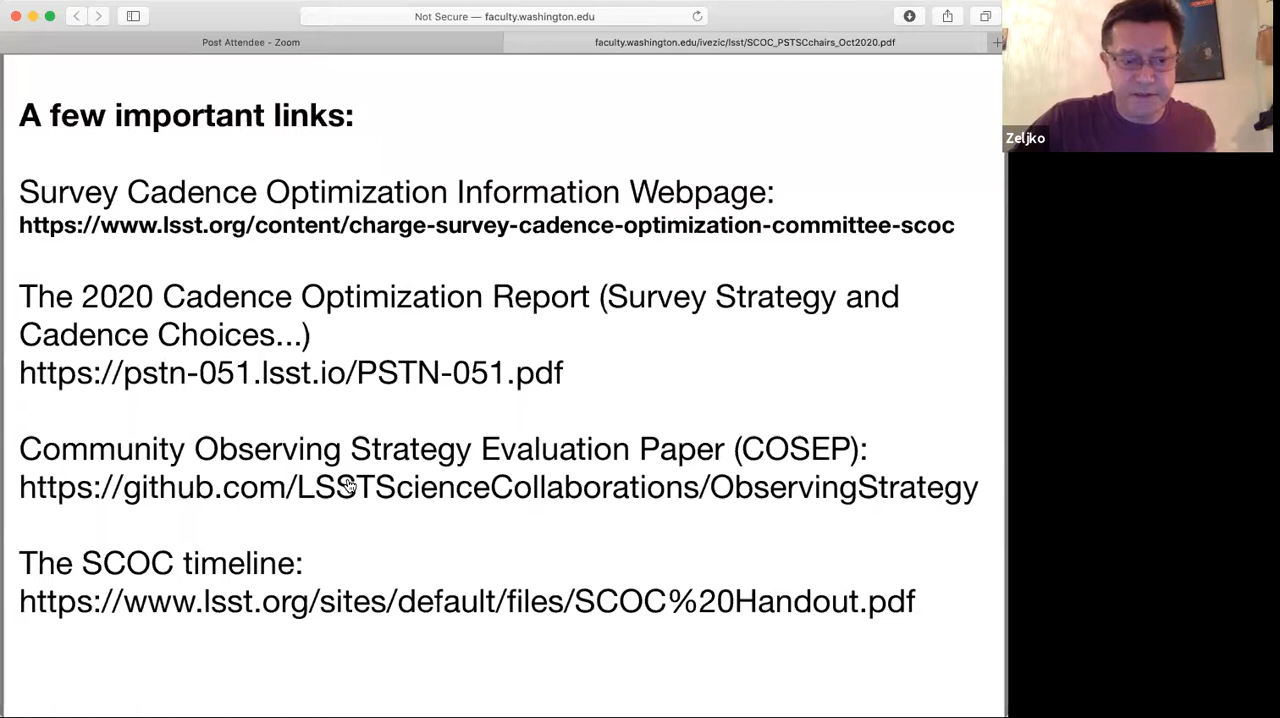 Not Secure — faculty.washington.edu
Post Attendee - Zoom
faculty.washington.edu/ivezic/lsst/SCOC_PSTSCchairs_Oct2020.pdf
A few important links:
Survey Cadence Optimization Information Webpage:
https://www.lsst.org/content/charge-survey-cadence-optimization-committee-scoc
The 2020 Cadence Optimization Report (Survey Strategy and
Cadence Choices...)
https://pstn-051.lsst.io/PSTN-051.pdf
Community Observing Strategy Evaluation Paper (COSEP):
https://github.com/LSSTScienceCollaborations/ObservingStrategy
The SCOC timeline:
https://www.lsst.org/sites/default/files/SCOC%20Handout.pdf
Zeljko